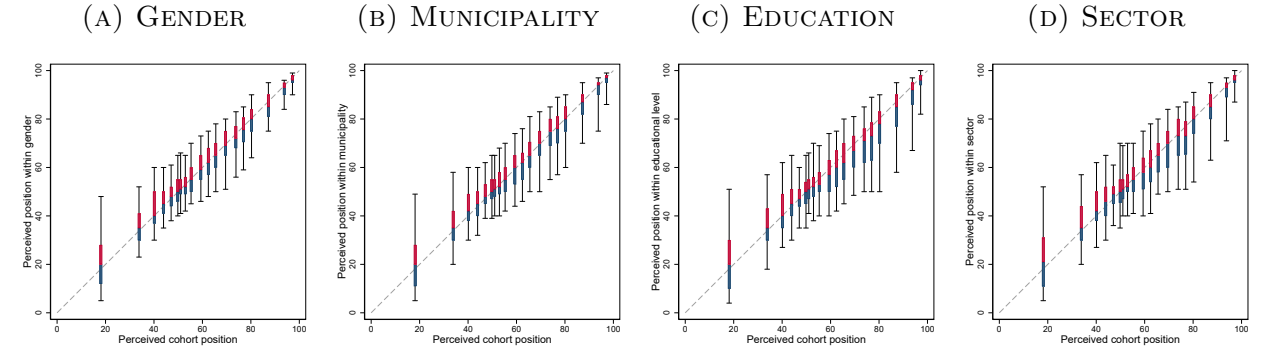 (A) GENDER
(B) MUNICIPALITY
(C) EDUCATION
(D) SECTOR
Perceived position within gender
100
80
60
40
20
0
0 20 40 60 80 100
Perceived cohort position
Perceived position within municipality
100
80
60
40
20
0
0 20 40 60 80 100
Perceived cohort position
Perceived position within educational level
100
80
60
40
20
0
0 20 40 60 80 100
Perceived cohort position
Perceived position within sector
100
80
60
40
20
0
0 20 40 60 80 100
Perceived cohort position